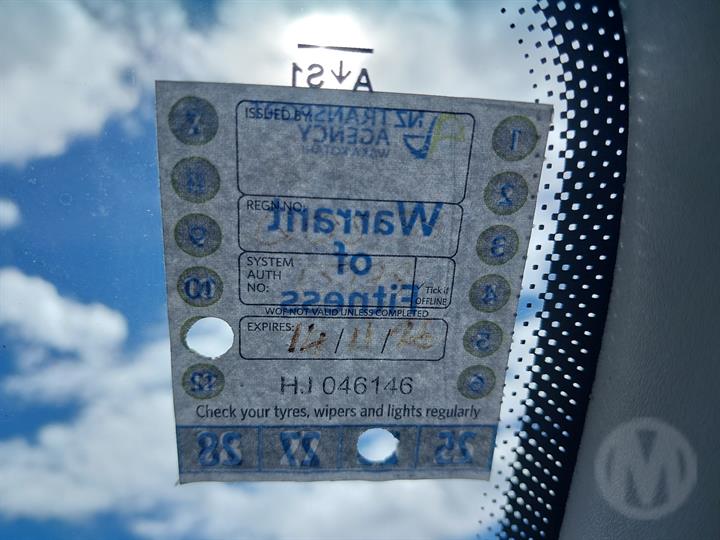 A↓S1
ISSUED BY:
NZ TRANSPORT
AGENCY
WAKA KOTAHI
7 1
8 2
REGN NO:
Warrant
9 3
of
SYSTEM
AUTH
NO:
Tick if
OFFLINE
10 4
Fitness
WOF NOT VALID UNLESS COMPLETED
EXPIRES: 14/11/26
5
12 6
HJ 046146
Check your tyres, wipers and lights regularly
28 27 25
M